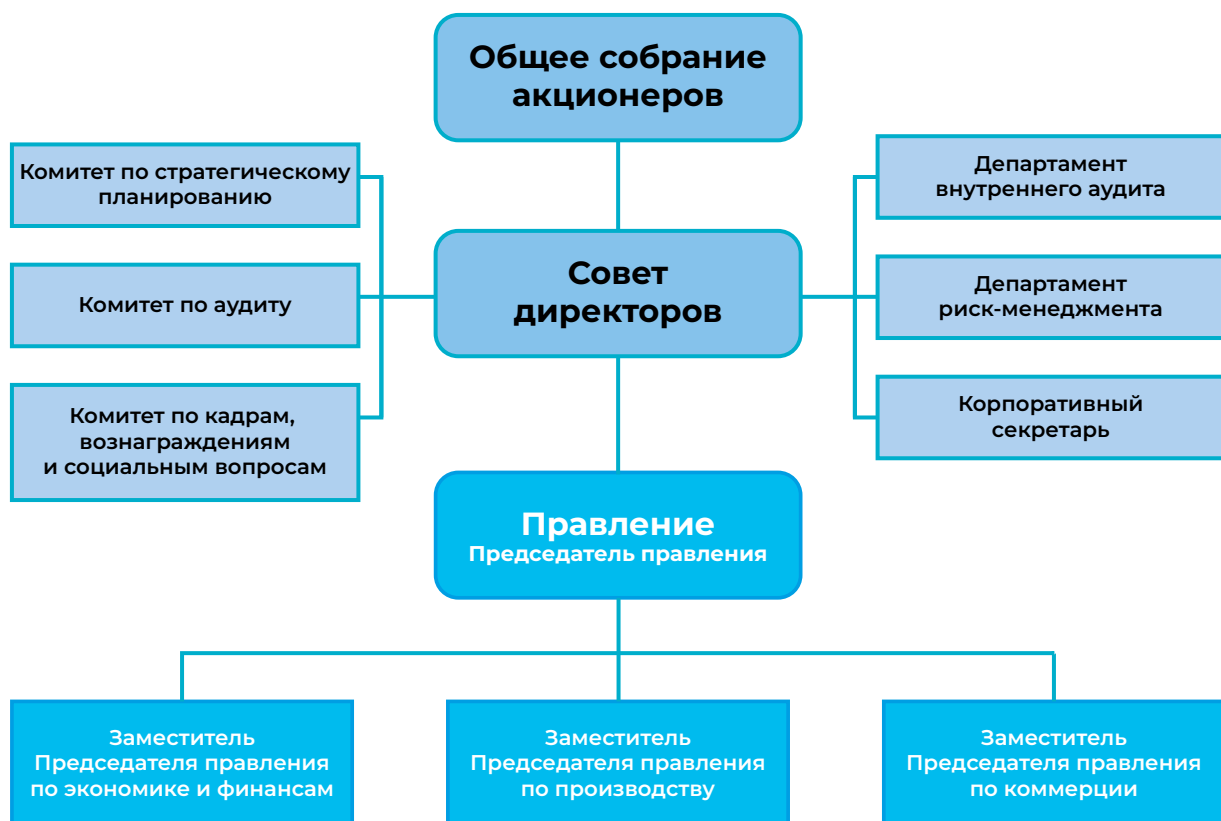 Общее собрание
акционеров
Комитет по стратегическому
планированию
Комитет по аудиту
Комитет по кадрам,
вознаграждениям
и социальным вопросам
Совет
директоров
Департамент
внутреннего аудита
Департамент
риск-менеджмента
Корпоративный
секретарь
Правление
Председатель правления
Заместитель
Председателя правления
по экономике и финансам
Заместитель
Председателя правления
по производству
Заместитель
Председателя правления
по коммерции